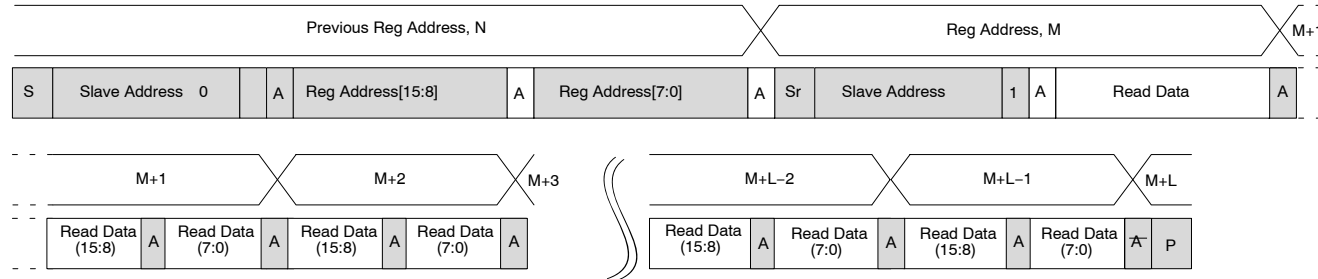 Previous Reg Address, N
Reg Address, M
M+1
S Slave Address 0 A Reg Address[15:8] A Reg Address[7:0] A Sr Slave Address 1 A Read Data A
M+1 M+2 M+3 M+L−2 M+L−1 M+L
Read Data (15:8) A Read Data (7:0) A Read Data (15:8) A Read Data (7:0) A Read Data (15:8) A Read Data (7:0) A Read Data (15:8) A Read Data (7:0) A P